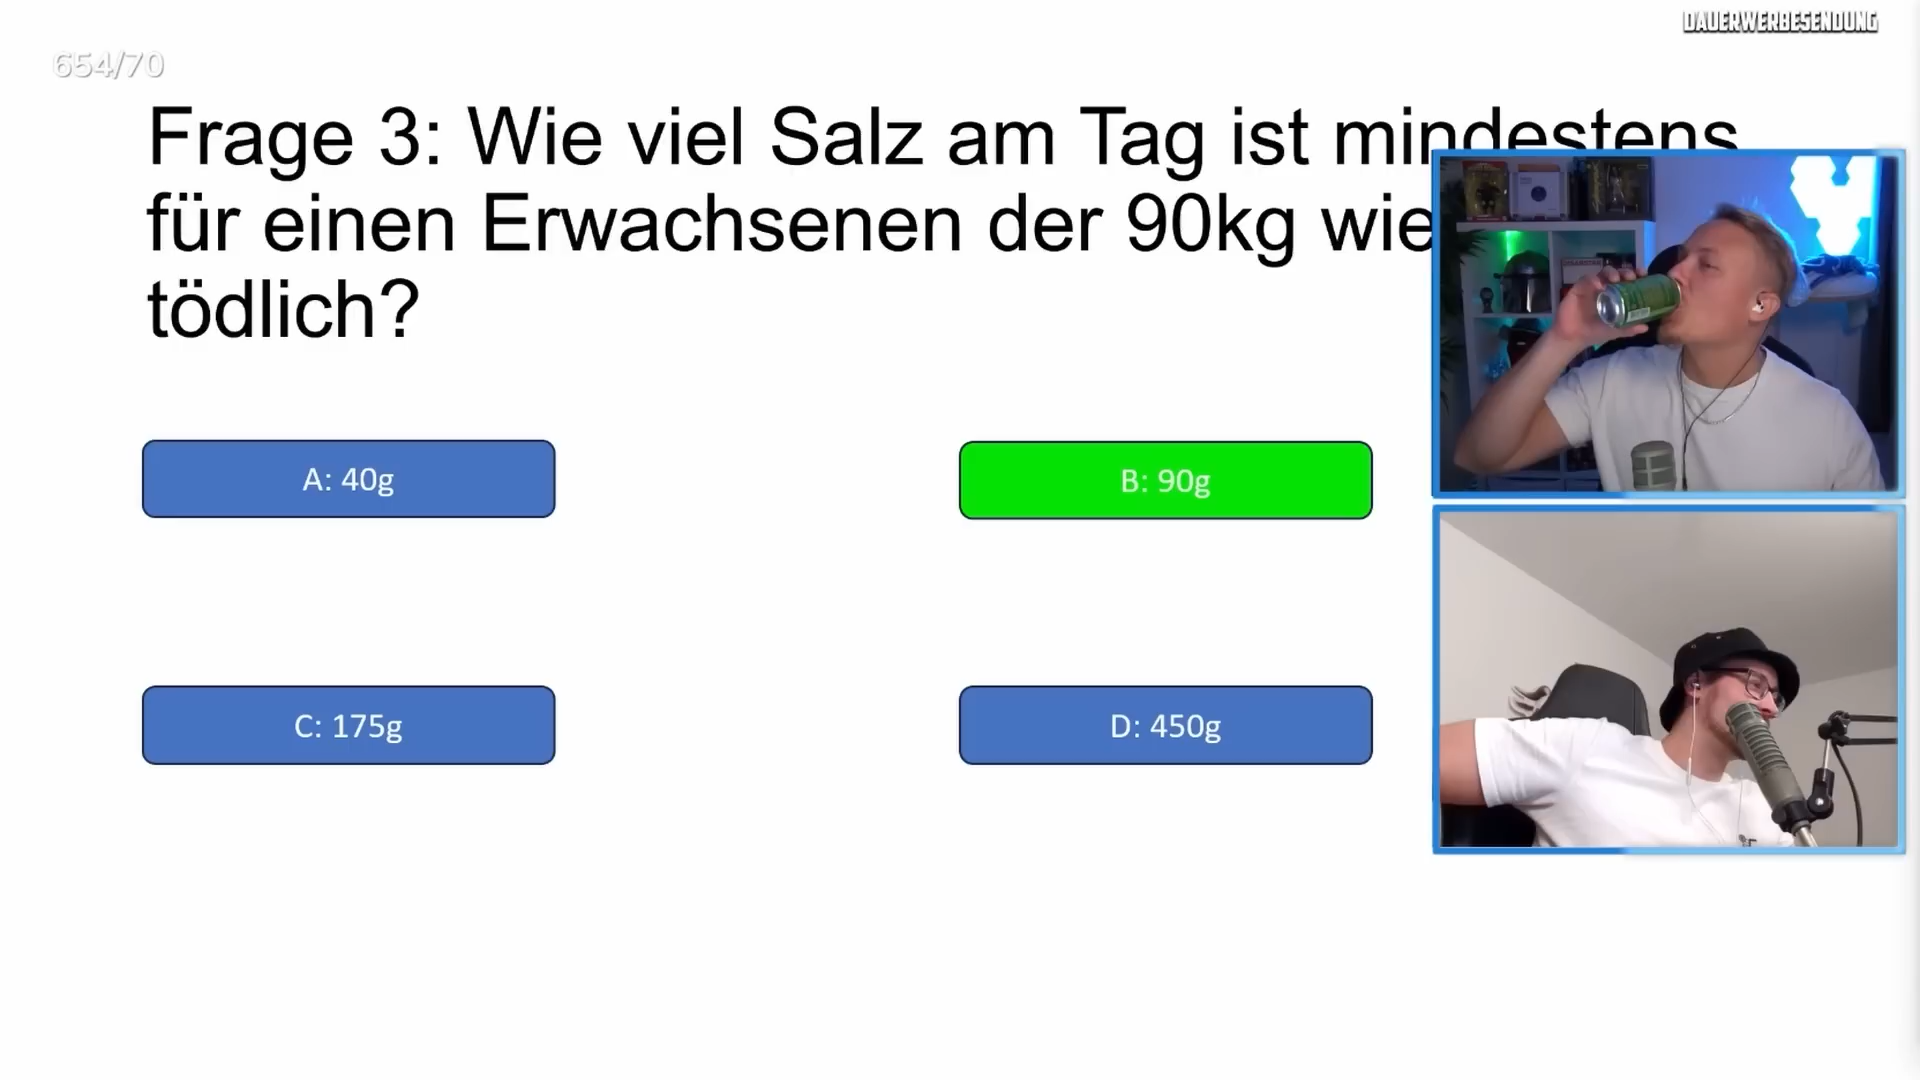 DAUERWERBESENDUNG
654/70
Frage 3: Wie viel Salz am Tag ist mindestens
für einen Erwachsenen der 90kg wie
tödlich?
A: 40g
B: 90g
C: 175g
D: 450g